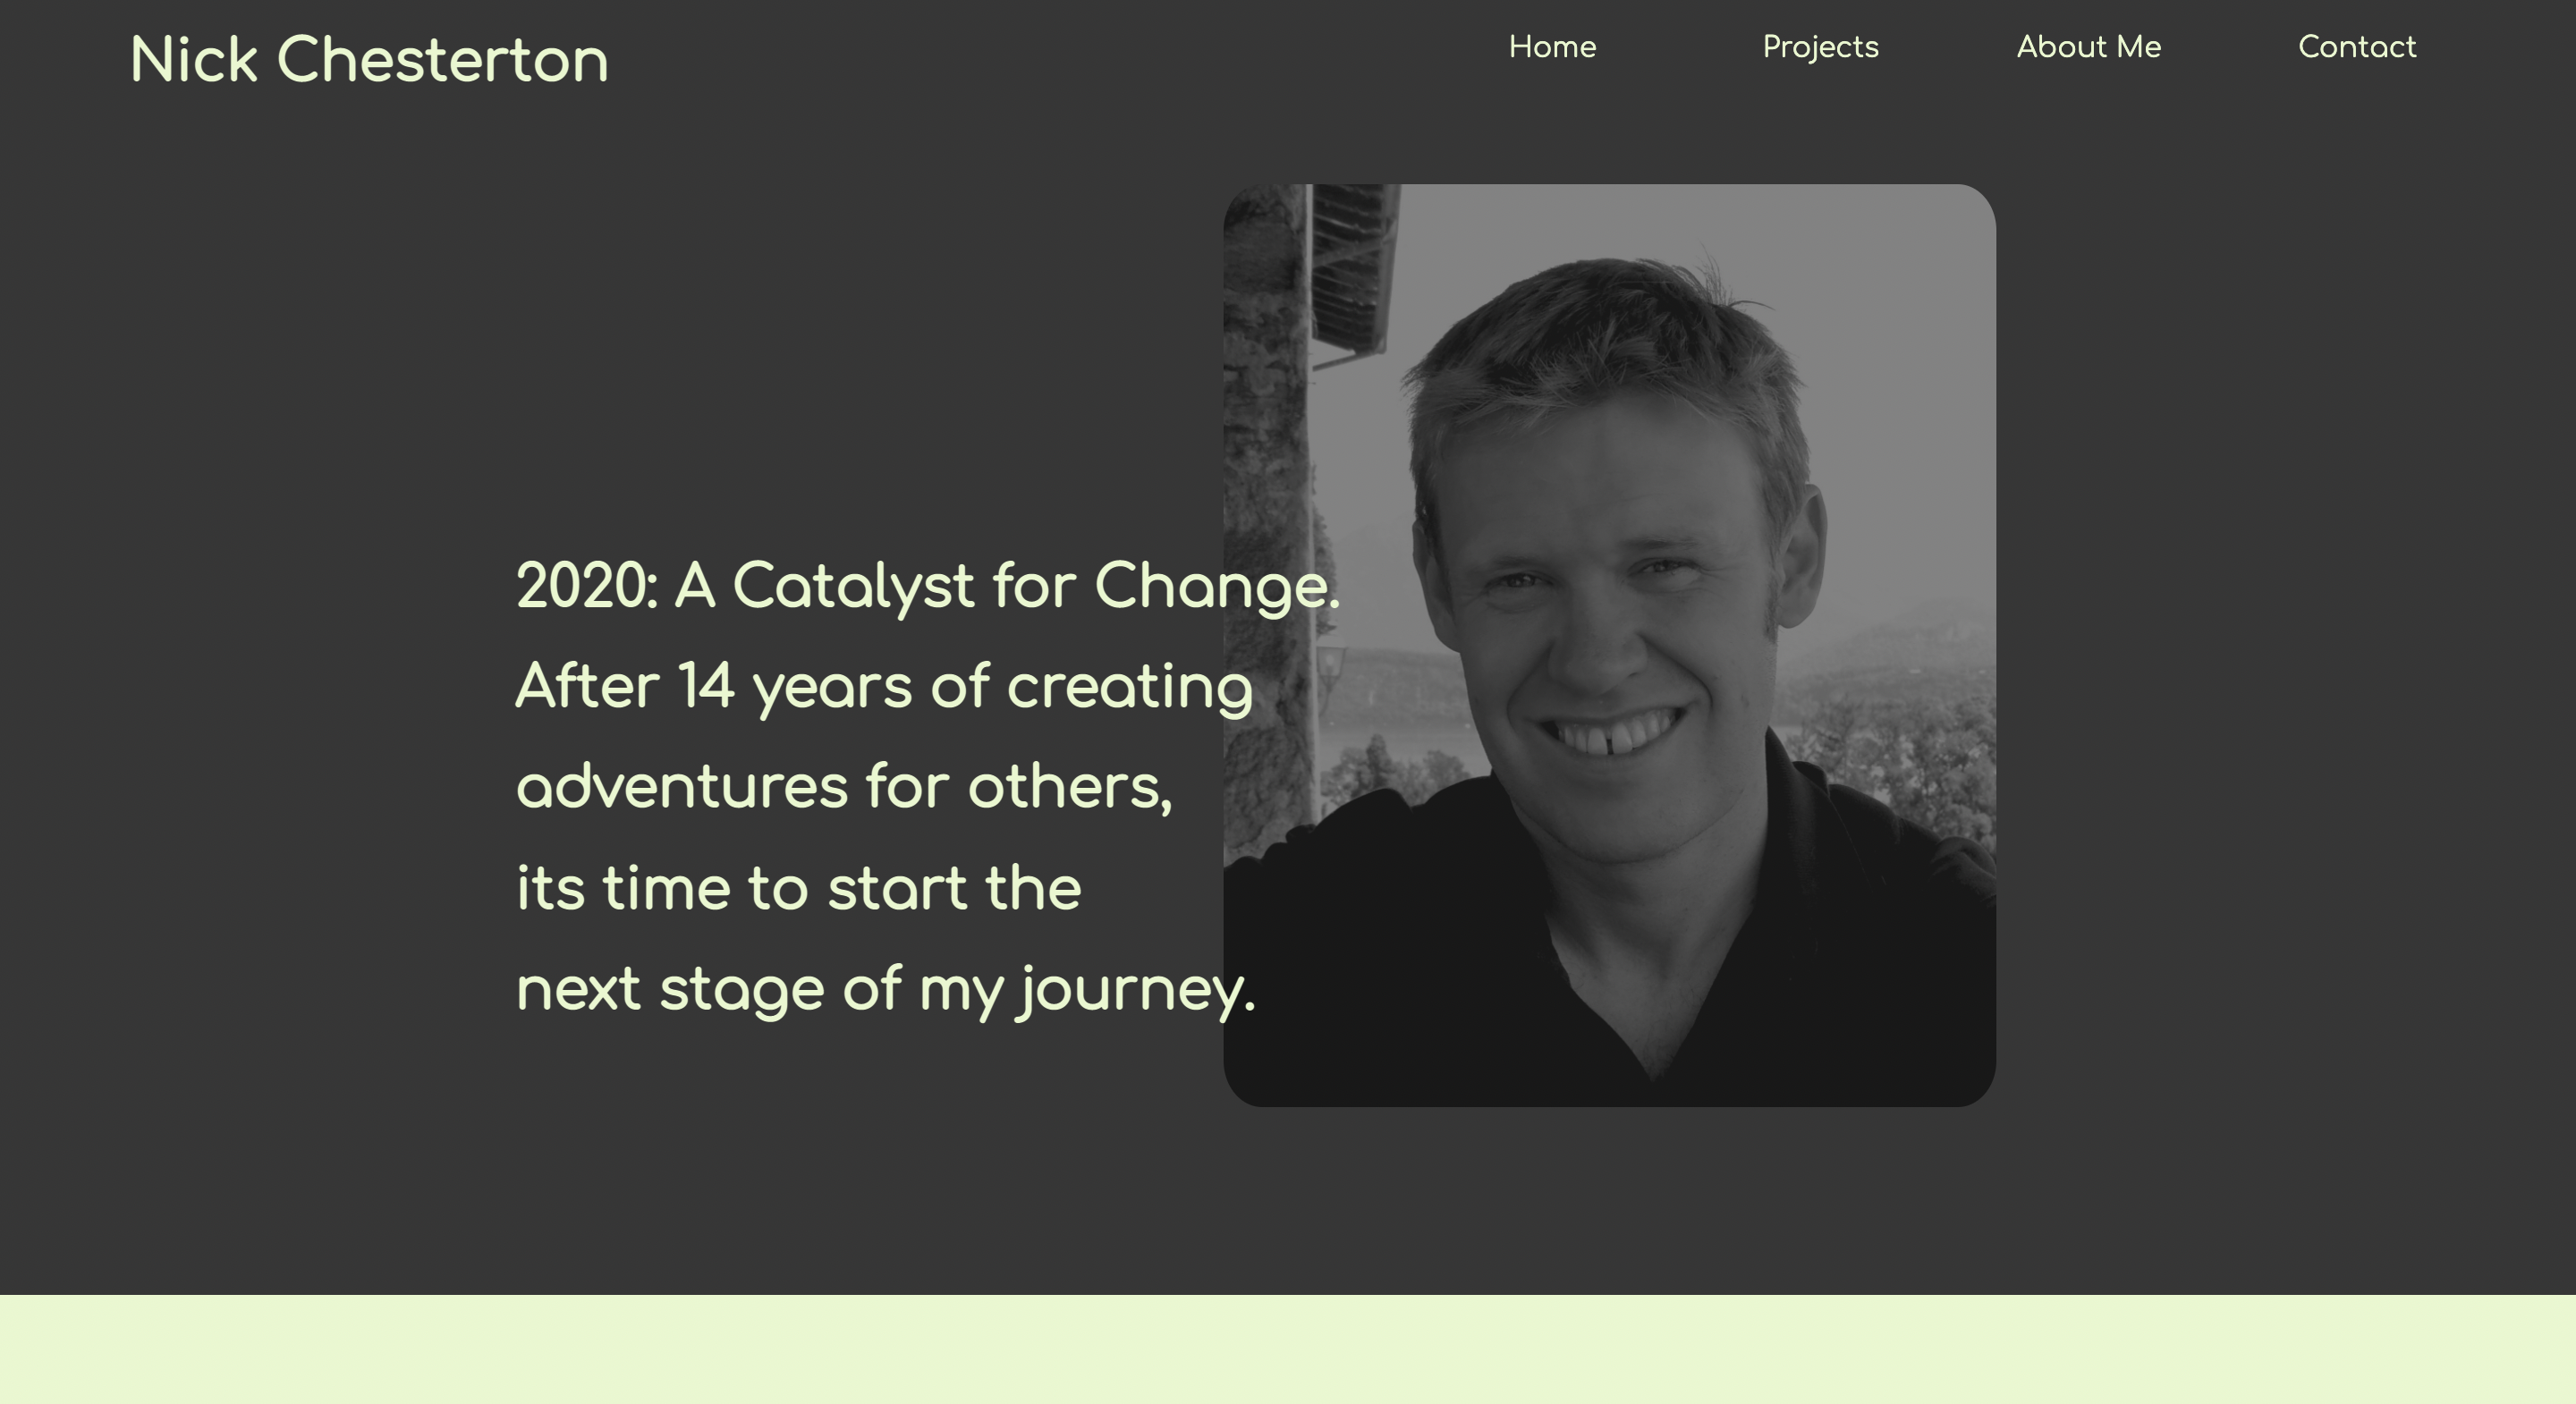 Nick Chesterton
Home Projects About Me Contact
2020: A Catalyst for Change.
After 14 years of creating
adventures for others,
its time to start the
next stage of my journey.